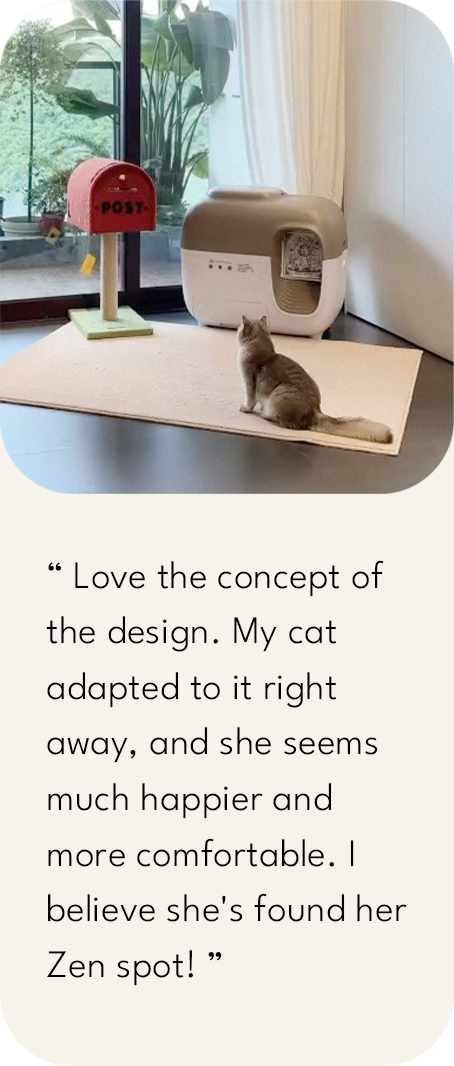 ·POST·
“ Love the concept of
the design. My cat
adapted to it right
away, and she seems
much happier and
more comfortable. I
believe she's found her
Zen spot! ”